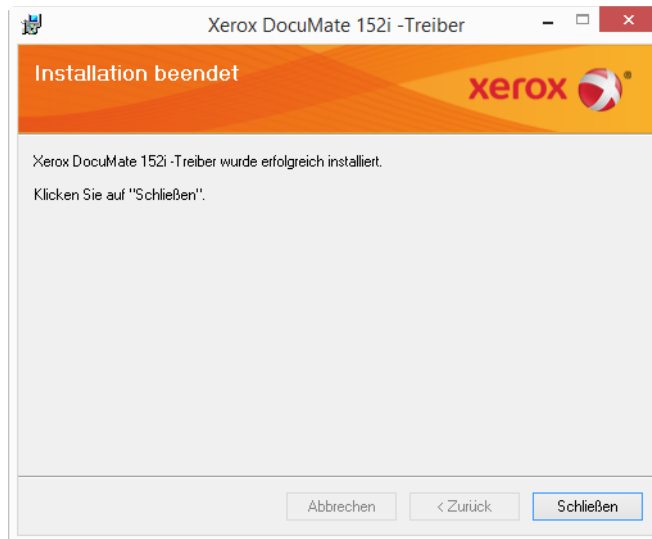 Xerox DocuMate 152i -Treiber
Installation beendet
xerox
Xerox DocuMate 152i -Treiber wurde erfolgreich installiert.
Klicken Sie auf "Schließen".
Abbrechen
< Zurück
Schließen